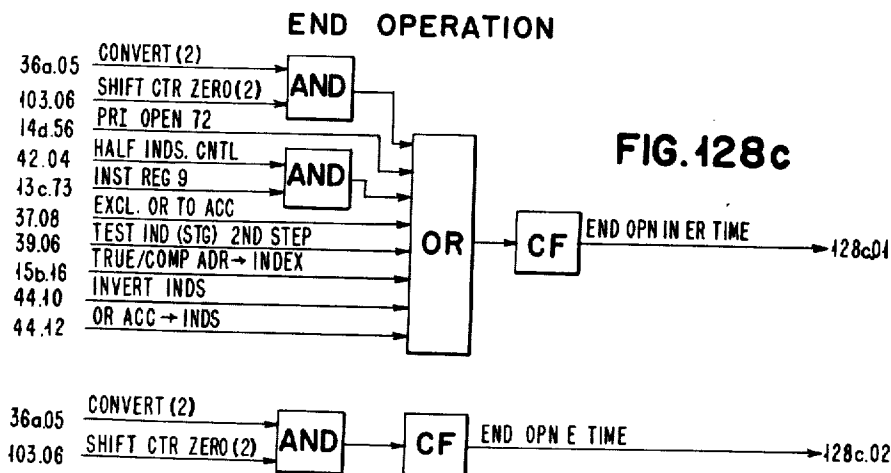 END OPERATION
FIG. 128c
36a.05 CONVERT (2)
103.06 SHIFT CTR ZERO (2)
AND
14d.56 PRI OPEN 72
42.04 HALF INDS. CNTL
13c.73 INST REG 9
AND
37.08 EXCL. OR TO ACC
39.06 TEST IND (STG) 2ND STEP
15b.16 TRUE/COMP ADR → INDEX
44.10 INVERT INDS
44.12 OR ACC → INDS
OR
CF
END OPN IN ER TIME
128c.01
36a.05 CONVERT (2)
103.06 SHIFT CTR ZERO (2)
AND
CF
END OPN E TIME
128c.02